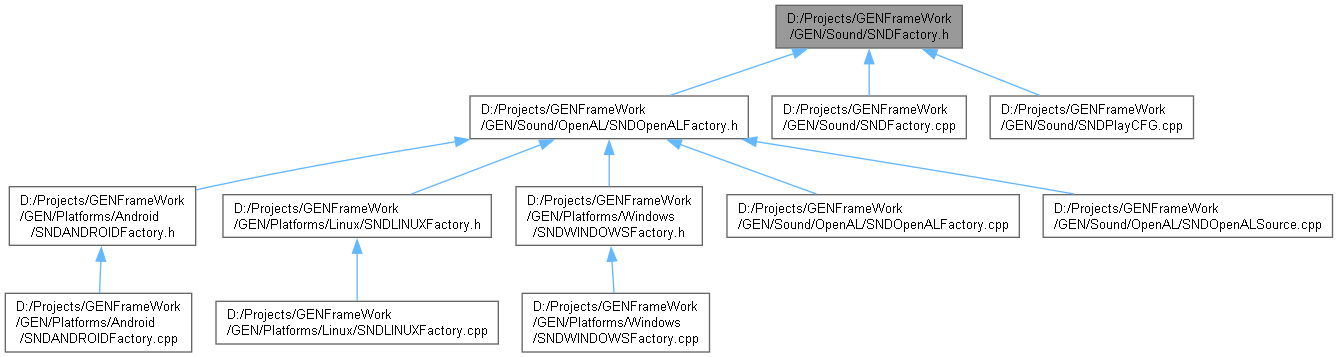 D:/Projects/GENFrameWork
/GEN/Sound/SNDFactory.h
D:/Projects/GENFrameWork
/GEN/Sound/OpenAL/SNDOpenALFactory.h
D:/Projects/GENFrameWork
/GEN/Sound/SNDFactory.cpp
D:/Projects/GENFrameWork
/GEN/Sound/SNDPlayCFG.cpp
D:/Projects/GENFrameWork
/GEN/Platforms/Android
/SNDANDROIDFactory.h
D:/Projects/GENFrameWork
/GEN/Platforms/Linux/SNDLINUXFactory.h
D:/Projects/GENFrameWork
/GEN/Platforms/Windows
/SNDWINDOWSFactory.h
D:/Projects/GENFrameWork
/GEN/Sound/OpenAL/SNDOpenALFactory.cpp
D:/Projects/GENFrameWork
/GEN/Sound/OpenAL/SNDOpenALSource.cpp
D:/Projects/GENFrameWork
/GEN/Platforms/Android
/SNDANDROIDFactory.cpp
D:/Projects/GENFrameWork
/GEN/Platforms/Linux/SNDLINUXFactory.cpp
D:/Projects/GENFrameWork
/GEN/Platforms/Windows
/SNDWINDOWSFactory.cpp